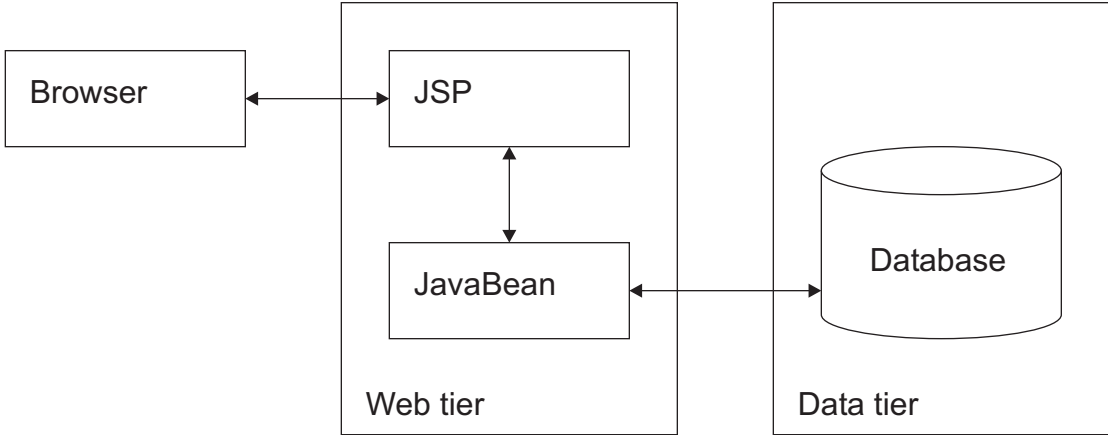 Browser
JSP
JavaBean
Database
Web tier
Data tier